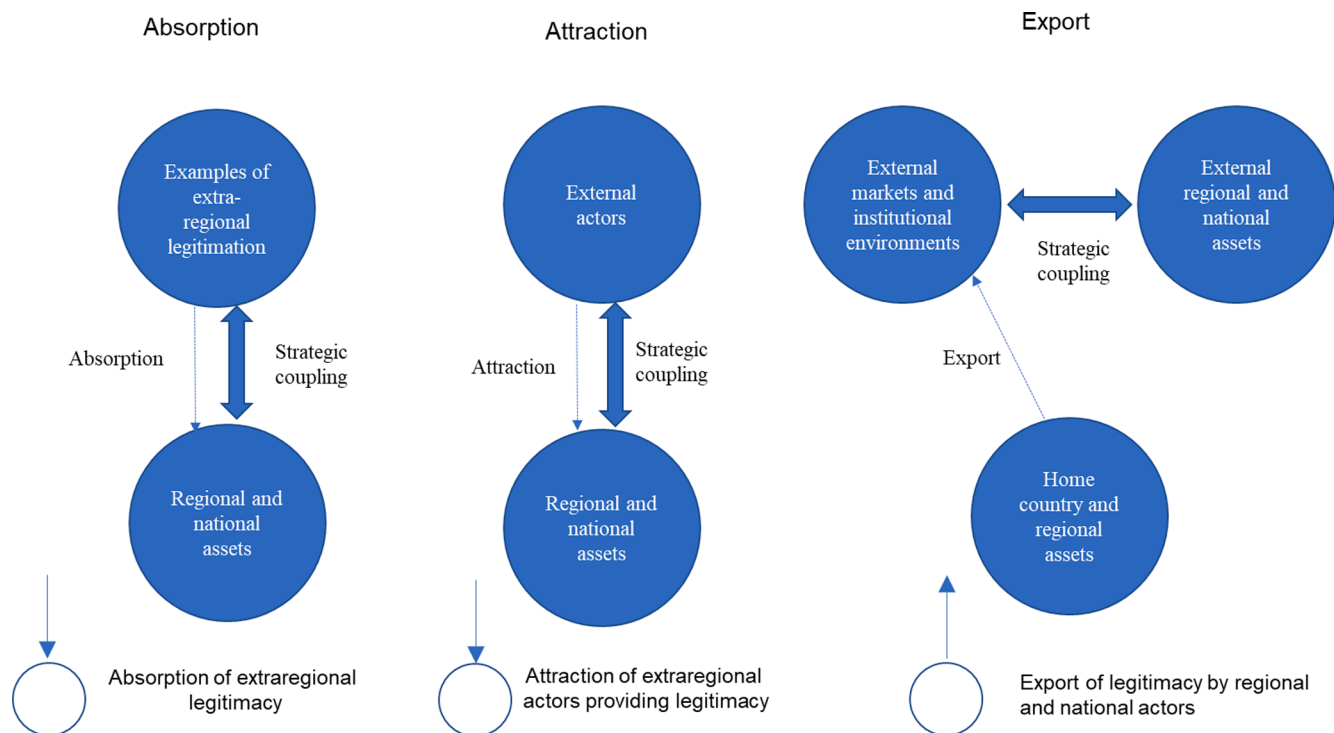 Absorption
Attraction
Export
Examples of
extra-
regional
legitimation
Absorption
Strategic
coupling
Regional and
national
assets
Absorption of extraregional
legitimacy
External
actors
Attraction
Strategic
coupling
Regional and
national
assets
Attraction of extraregional
actors providing legitimacy
External
markets and
institutional
environments
Strategic
coupling
External
regional and
national
assets
Export
Home
country and
regional
assets
Export of legitimacy by regional
and national actors